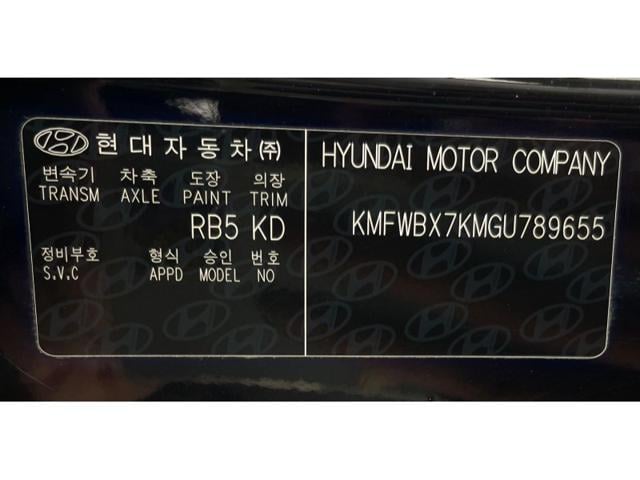 현대자동차㈜
변속기 차축 도장 의장
TRANSM AXLE PAINT TRIM
RB5 KD
정비부호 형식 승인 번호
S.V.C APPD MODEL NO
HYUNDAI MOTOR COMPANY
KMFWBX7KMGU789655